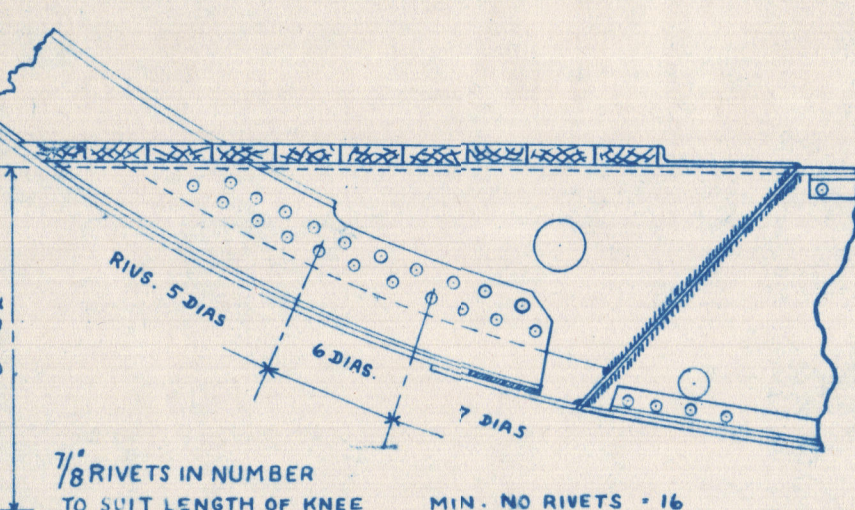 RIVS. 5 DIAS
6 DIAS.
7 DIAS
7/8" RIVETS IN NUMBER
TO SUIT LENGTH OF KNEE
MIN. NO RIVETS = 16